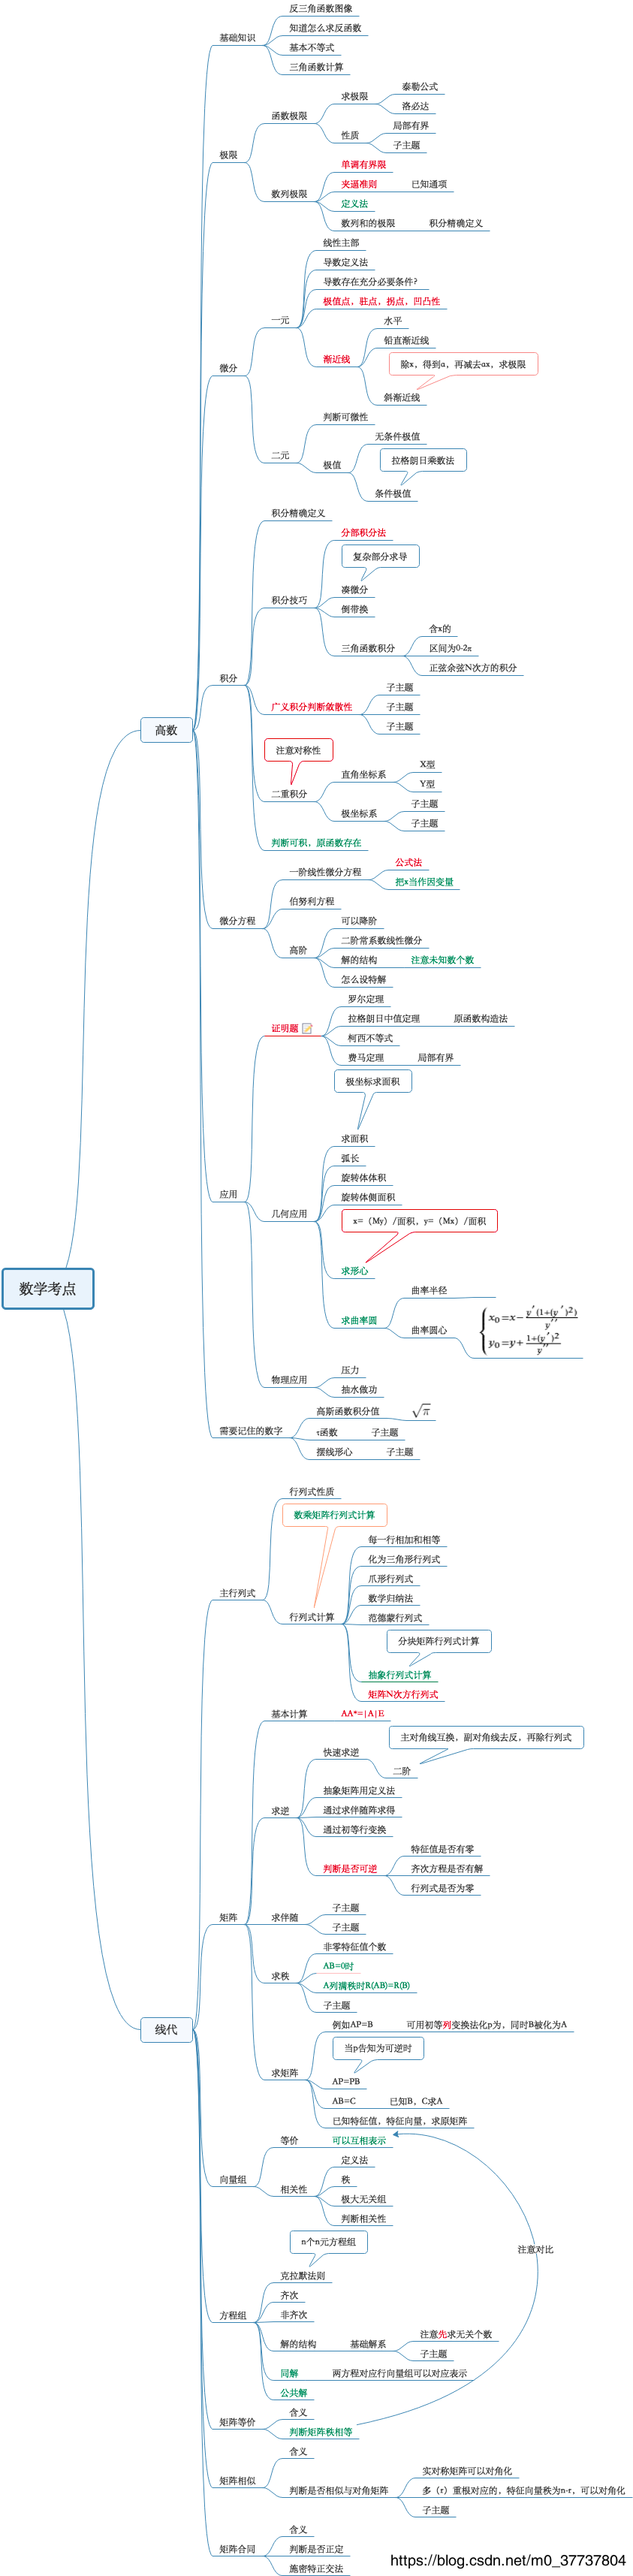 数学考点
高数
基础知识
反三角函数图像
知道怎么求反函数
基本不等式
三角函数计算
极限
函数极限
求极限
泰勒公式
洛必达
性质
局部有界
子主题
数列极限
单调有界限
夹逼准则
已知通项
定义法
数列和的极限
积分精确定义
微分
一元
线性主部
导数定义法
导数存在充分必要条件?
极值点，驻点，拐点，凹凸性
渐近线
水平
铅直渐近线
除x，得到a，再减去ax，求极限
斜渐近线
二元
判断可微性
极值
无条件极值
拉格朗日乘数法
条件极值
积分
积分精确定义
积分技巧
分部积分法
复杂部分求导
凑微分
倒带换
三角函数积分
含x的
区间为0-2π
正弦余弦N次方的积分
广义积分判断敛散性
子主题
子主题
子主题
注意对称性
二重积分
直角坐标系
X型
Y型
极坐标系
子主题
子主题
判断可积，原函数存在
微分方程
一阶线性微分方程
公式法
把x当作因变量
伯努利方程
高阶
可以降阶
二阶常系数线性微分
解的结构
注意未知数个数
怎么设特解
应用
证明题
罗尔定理
拉格朗日中值定理
原函数构造法
柯西不等式
费马定理
局部有界
几何应用
极坐标求面积
求面积
弧长
旋转体体积
旋转体侧面积
x=（My）/面积，y=（Mx）/面积
求形心
求曲率圆
曲率半径
曲率圆心
x₀=x−y′(1+(y′)²)/y′′
y₀=y+1+(y′)²/y′′
物理应用
压力
抽水做功
需要记住的数字
高斯函数积分值
√π
τ函数
子主题
摆线形心
子主题
线代
主行列式
行列式性质
数乘矩阵行列式计算
行列式计算
每一行相加和相等
化为三角形行列式
爪形行列式
数学归纳法
范德蒙行列式
分块矩阵行列式计算
抽象行列式计算
矩阵N次方行列式
矩阵
基本计算
AA*=|A|E
求逆
快速求逆
主对角线互换，副对角线去反，再除行列式
二阶
抽象矩阵用定义法
通过求伴随阵求得
通过初等行变换
判断是否可逆
特征值是否有零
齐次方程是否有解
行列式是否为零
求伴随
子主题
子主题
求秩
非零特征值个数
AB=0时
A列满秩时R(AB)=R(B)
子主题
求矩阵
例如AP=B
可用初等列变换法化p为，同时B被化为A
当p告知为可逆时
AP=PB
AB=C
已知B，C求A
已知特征值，特征向量，求原矩阵
向量组
等价
可以互相表示
相关性
定义法
秩
极大无关组
判断相关性
注意对比
方程组
n个n元方程组
克拉默法则
齐次
非齐次
解的结构
基础解系
注意先求无关个数
子主题
同解
两方程对应行向量组可以对应表示
公共解
矩阵等价
含义
判断矩阵秩相等
矩阵相似
含义
判断是否相似与对角矩阵
实对称矩阵可以对角化
多（r）重根对应的，特征向量秩为n-r，可以对角化
子主题
矩阵合同
含义
判断是否正定
施密特正交法
https://blog.csdn.net/m0_37737804